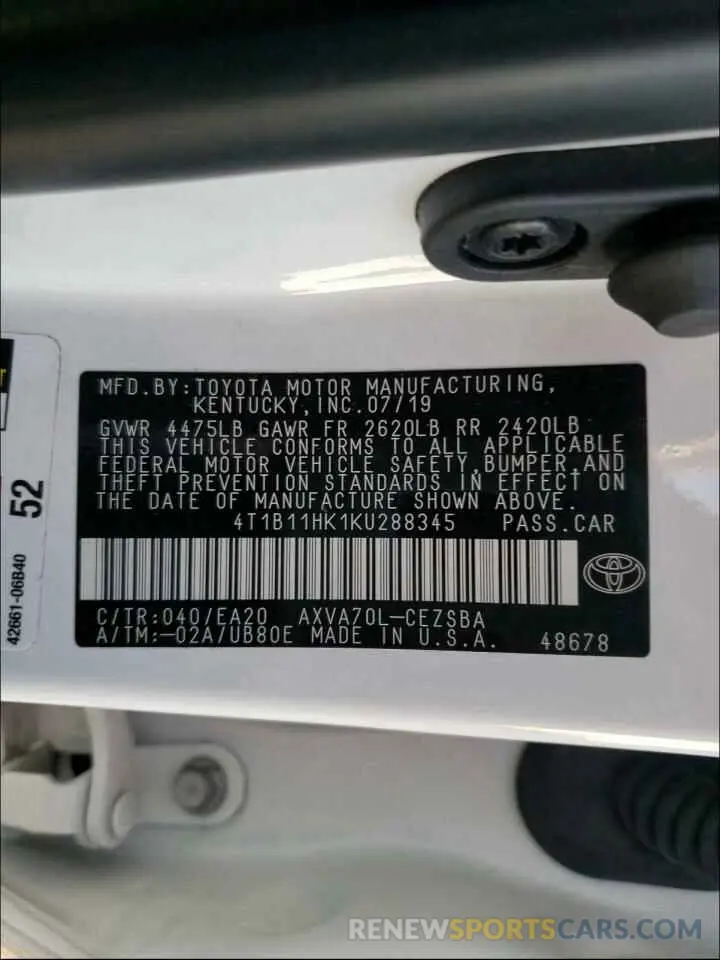 MFD.BY:TOYOTA MOTOR MANUFACTURING,
KENTUCKY,INC.07/19
GVWR 4475LB GAWR FR 2620LB RR 2420LB
THIS VEHICLE CONFORMS TO ALL APPLICABLE
FEDERAL MOTOR VEHICLE SAFETY,BUMPER,AND
THEFT PREVENTION STANDARDS IN EFFECT ON
THE DATE OF MANUFACTURE SHOWN ABOVE.
4T1B11HK1KU288345 PASS.CAR
C/TR:040/EA20 AXVA70L-CEZSBA
A/TM:-02A/UB80E MADE IN U.S.A. 48678
52
42661-06B40
RENEWSPORTSCARS.COM